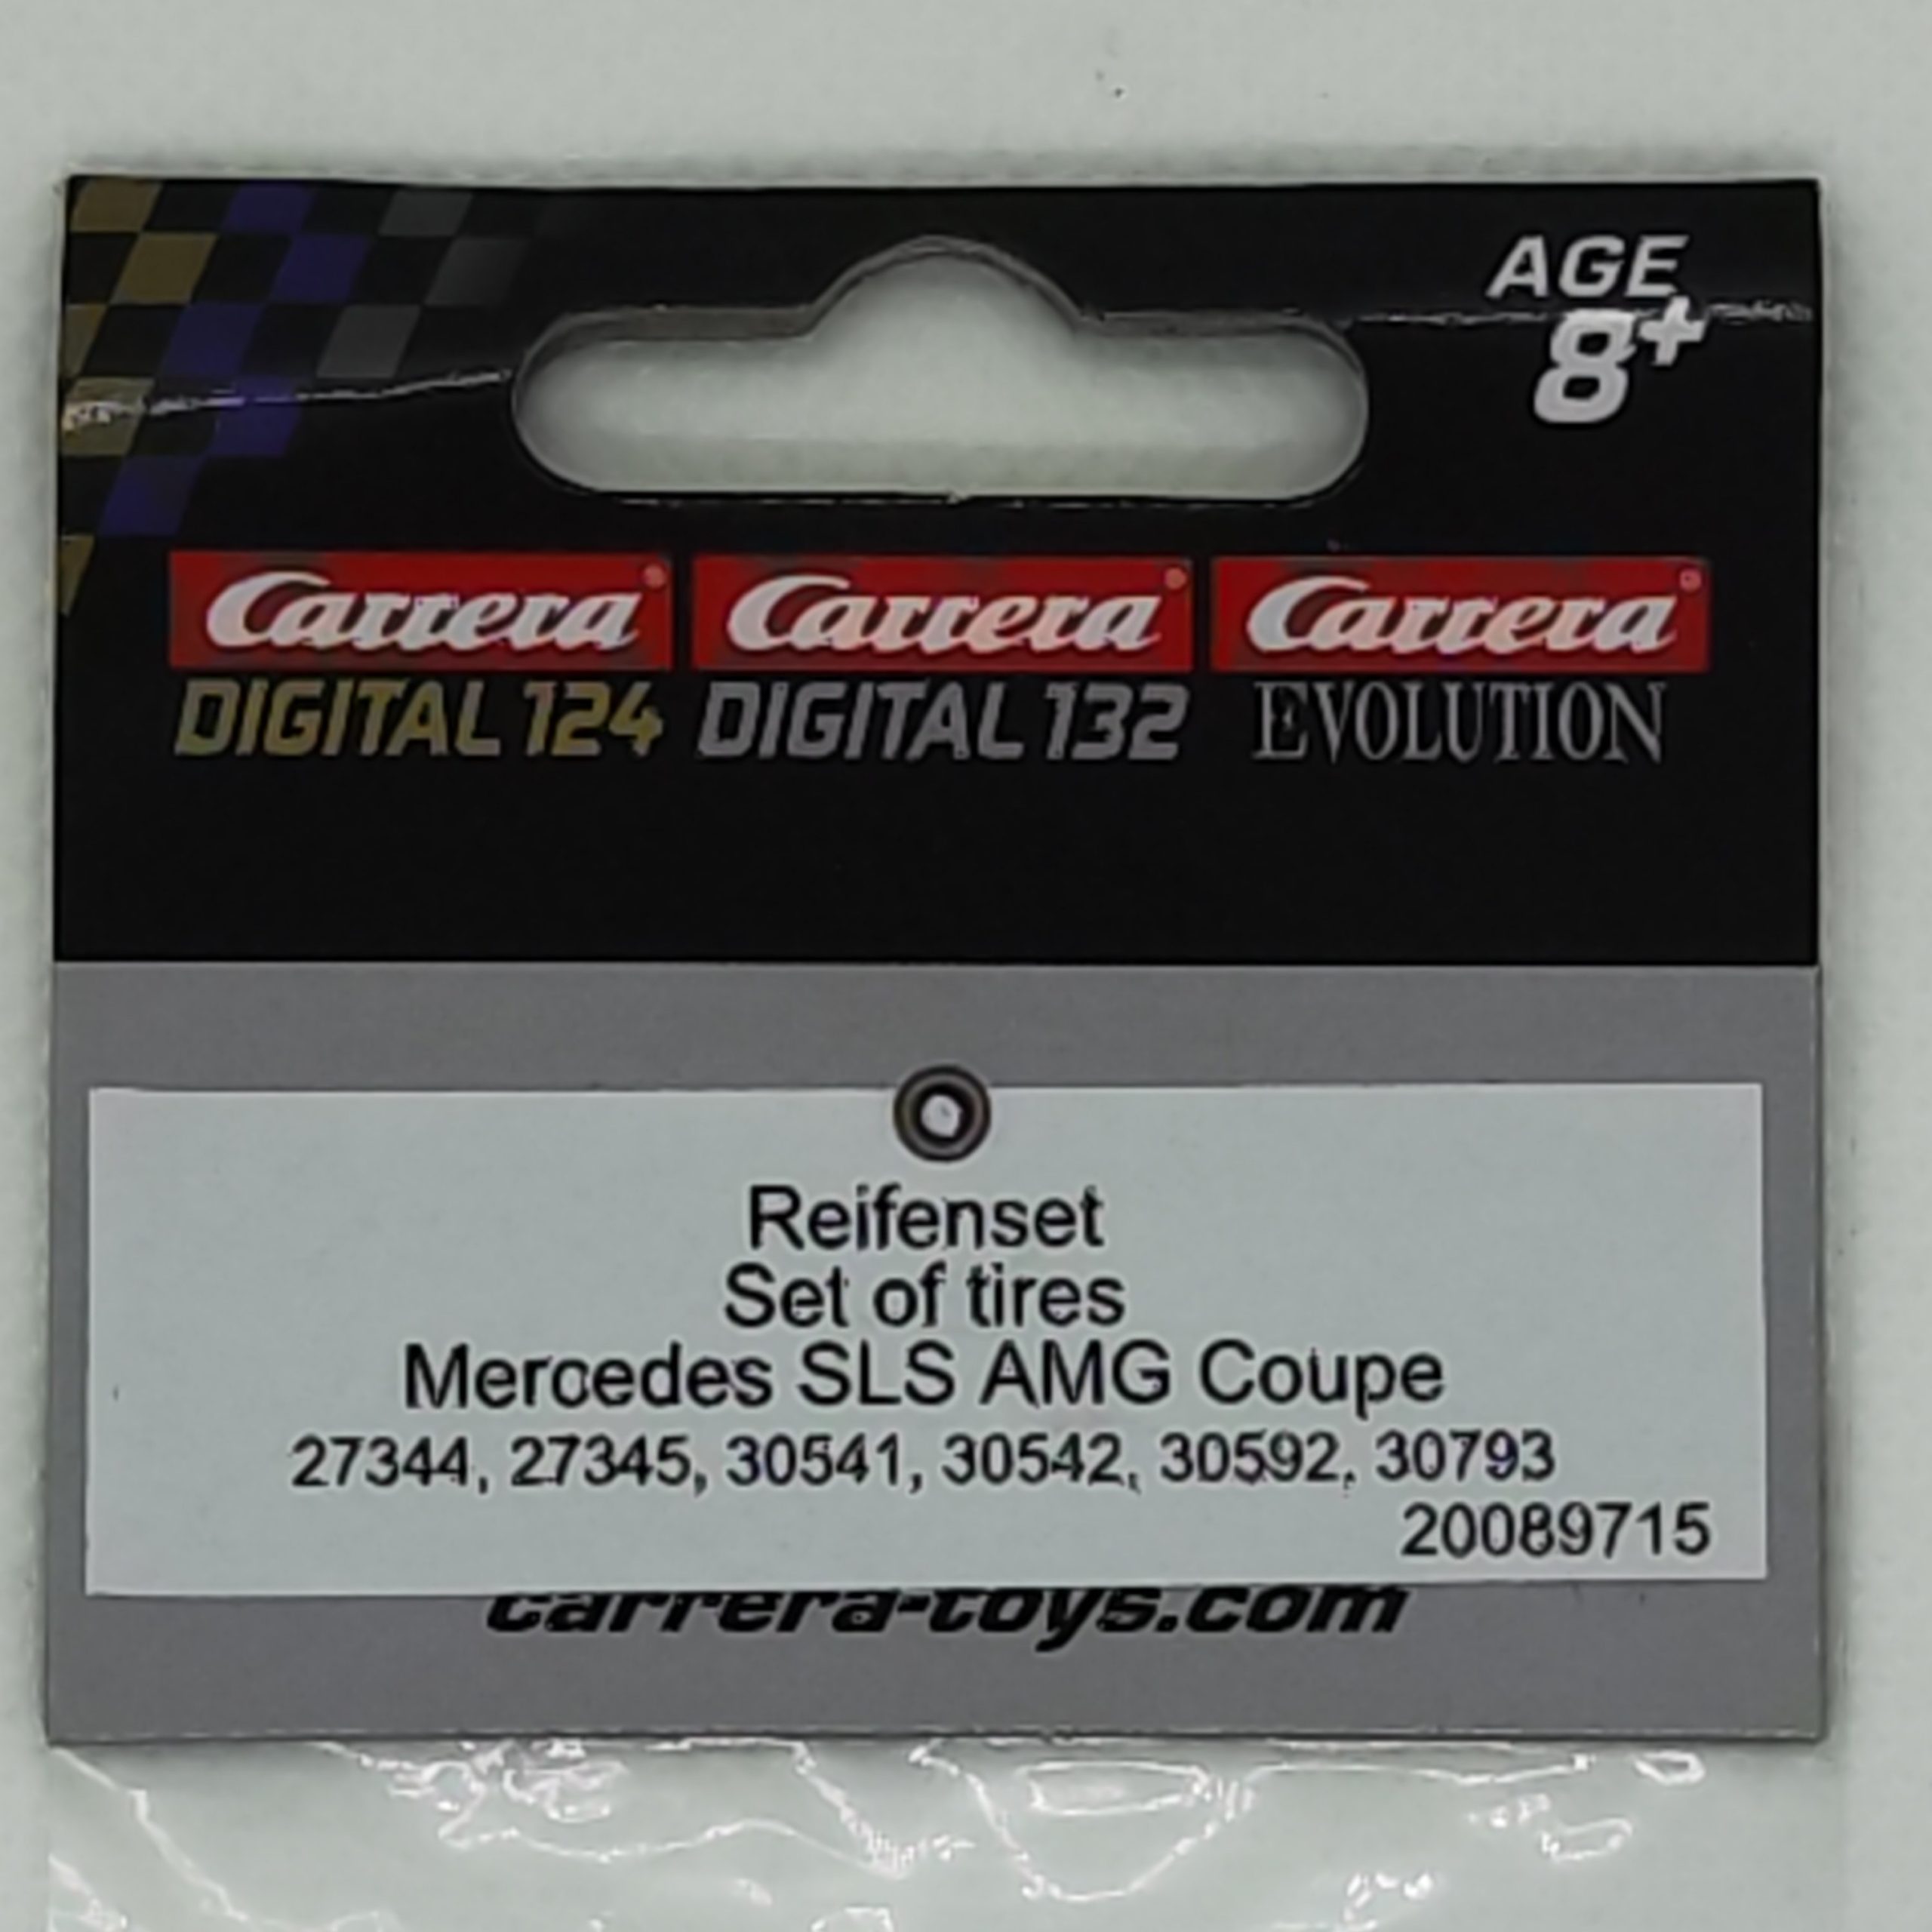 AGE
8+
Carrera® Carrera® Carrera®
DIGITAL 124 DIGITAL 132 EVOLUTION
Reifenset
Set of tires
Mercedes SLS AMG Coupe
27344, 27345, 30541, 30542, 30592, 30793
20089715
carrera-toys.com